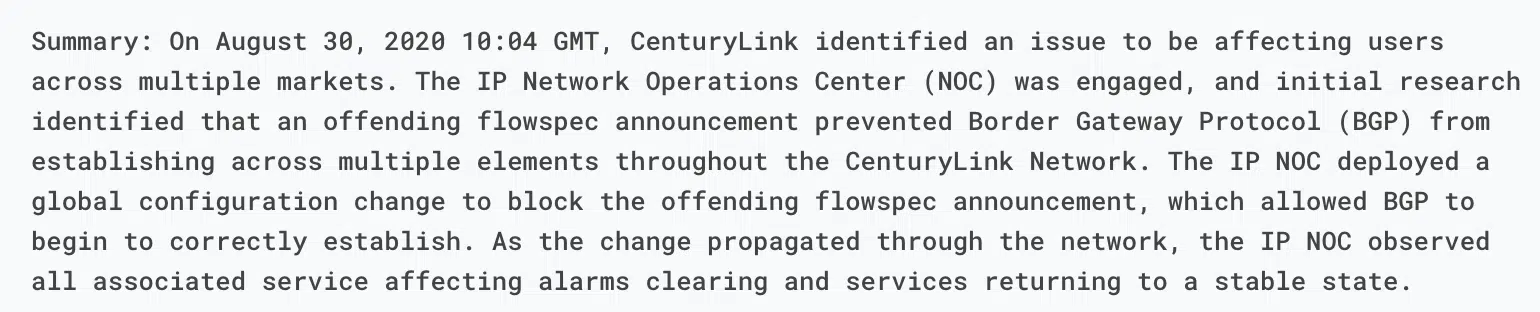 Summary: On August 30, 2020 10:04 GMT, CenturyLink identified an issue to be affecting users
across multiple markets. The IP Network Operations Center (NOC) was engaged, and initial research
identified that an offending flowspec announcement prevented Border Gateway Protocol (BGP) from
establishing across multiple elements throughout the CenturyLink Network. The IP NOC deployed a
global configuration change to block the offending flowspec announcement, which allowed BGP to
begin to correctly establish. As the change propagated through the network, the IP NOC observed
all associated service affecting alarms clearing and services returning to a stable state.